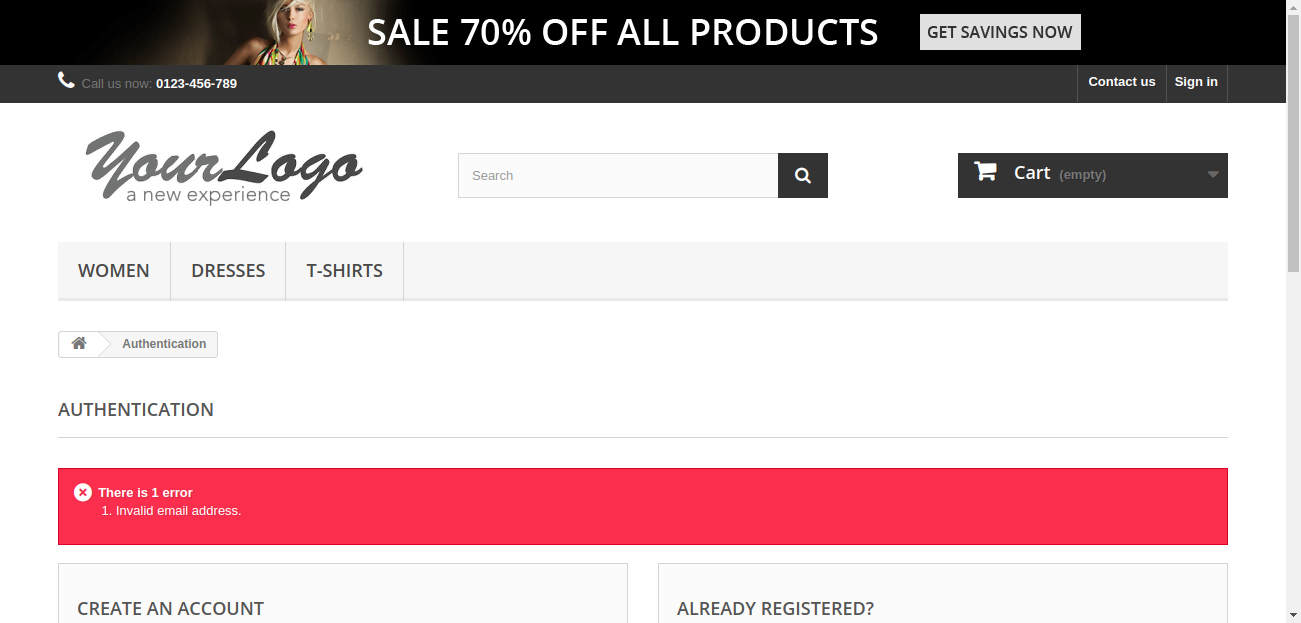 SALE 70% OFF ALL PRODUCTS GET SAVINGS NOW
Call us now: 0123-456-789 Contact us Sign in
YourLogo
a new experience
Search
Cart (empty)
WOMEN DRESSES T-SHIRTS
Authentication
AUTHENTICATION
There is 1 error
1. Invalid email address.
CREATE AN ACCOUNT ALREADY REGISTERED?